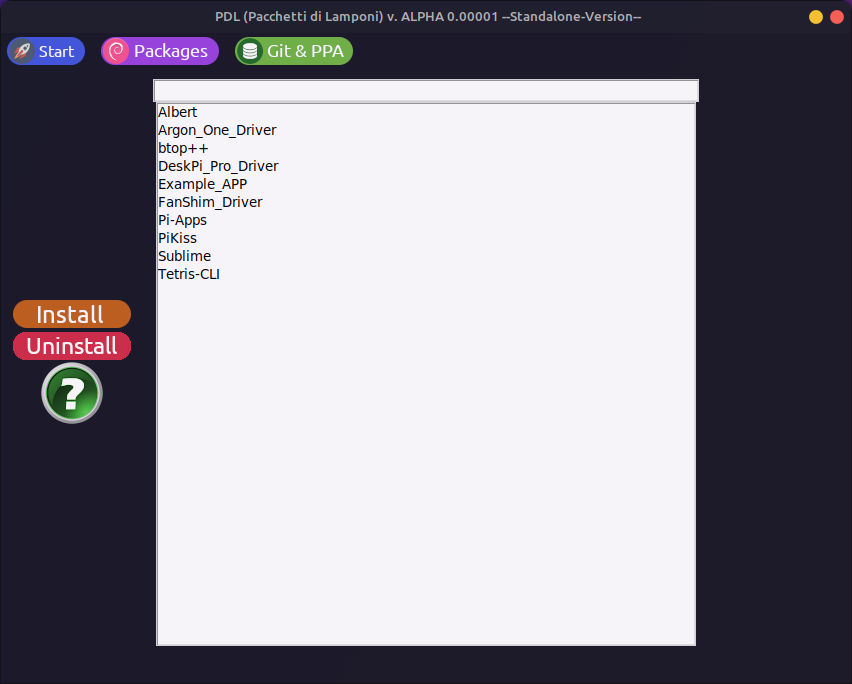 PDL (Pacchetti di Lamponi) v. ALPHA 0.00001 --Standalone-Version--
Start Packages Git & PPA
Albert
Argon_One_Driver
btop++
DeskPi_Pro_Driver
Example_APP
FanShim_Driver
Pi-Apps
PiKiss
Sublime
Tetris-CLI
Install
Uninstall
?